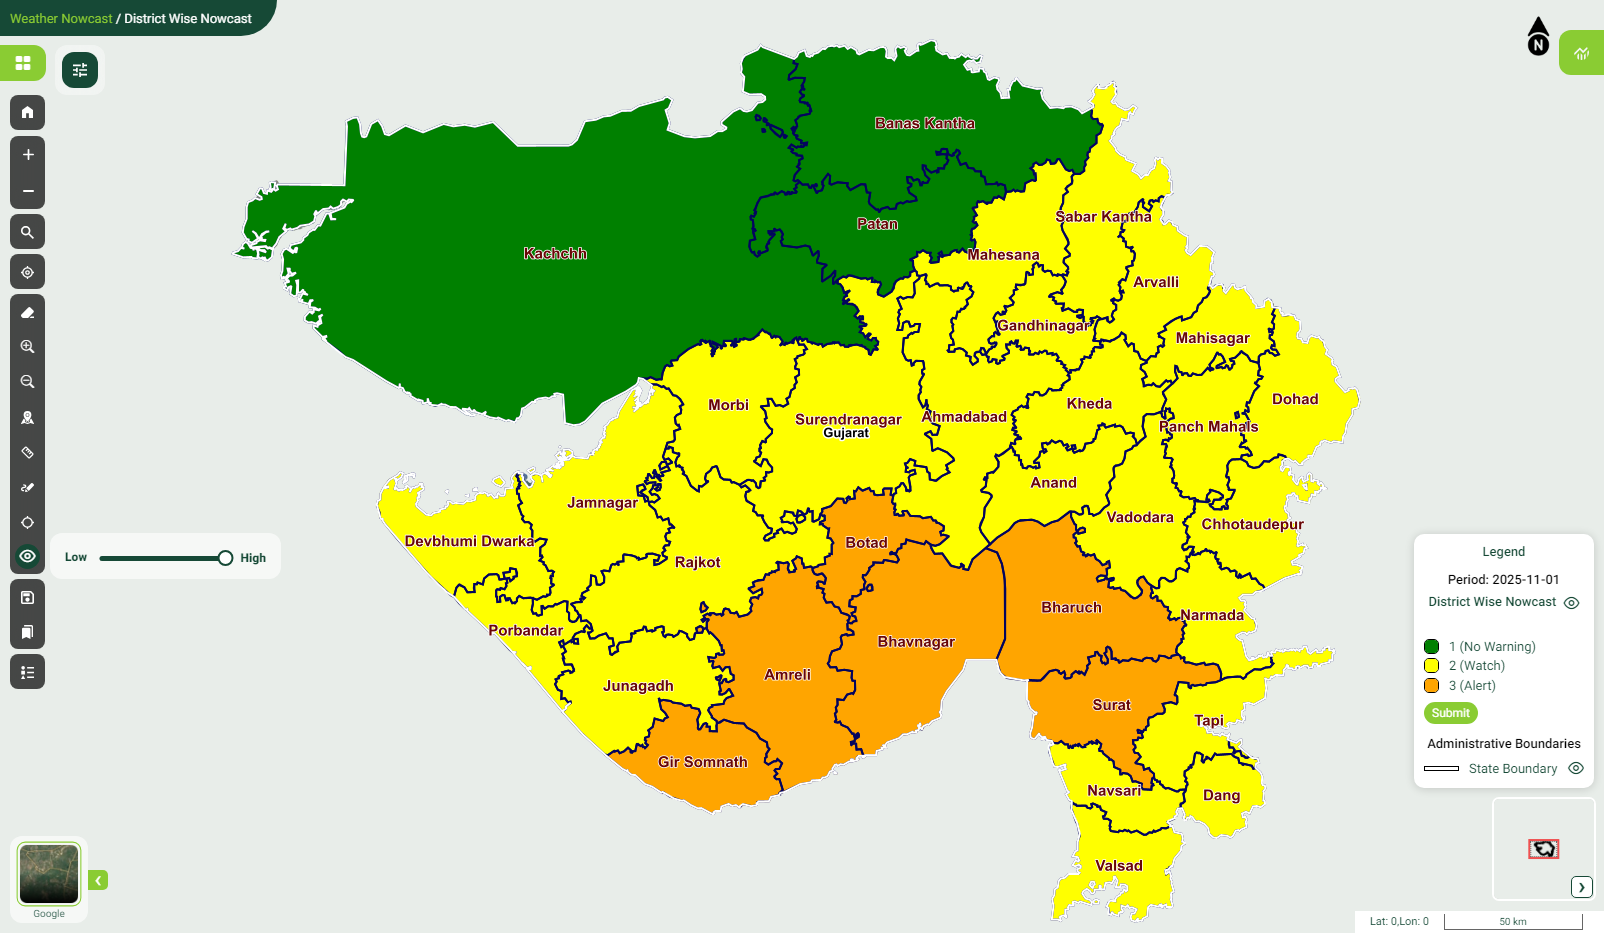 Weather Nowcast / District Wise Nowcast
N
Banas Kantha
Sabar Kantha
Patan
Kachchh
Mahesana
Arvalli
Gandhinagar
Mahisagar
Dohad
Morbi
Kheda
Surendranagar
Ahmadabad
Panch Mahals
Gujarat
Anand
Jamnagar
Vadodara
Chhotaudepur
Devbhumi Dwarka
Botad
Low
High
Rajkot
Bharuch
Narmada
Porbandar
Bhavnagar
Amreli
Junagadh
Surat
Tapi
Gir Somnath
Navsari
Dang
Valsad
Legend
Period: 2025-11-01
District Wise Nowcast
1 (No Warning)
2 (Watch)
3 (Alert)
Submit
Administrative Boundaries
State Boundary
Google
Lat: 0,Lon: 0
50 km